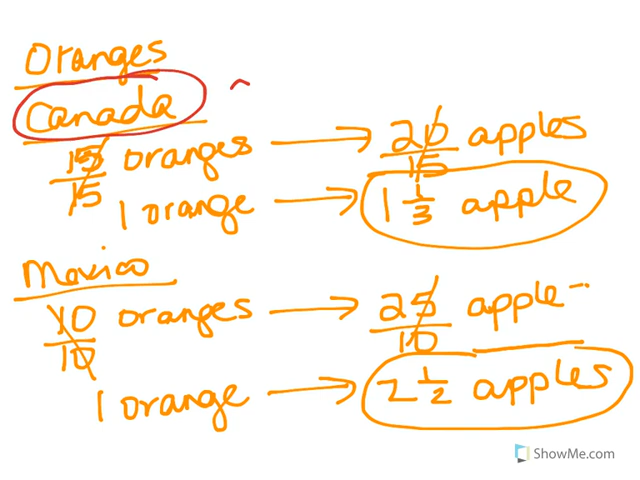 Oranges
Canada
15 oranges → 20 apples
15 15
1 orange → 1 1/3 apple
Mexico
10 oranges → 25 apple
10 10
1 orange → 2 1/2 apples
ShowMe.com